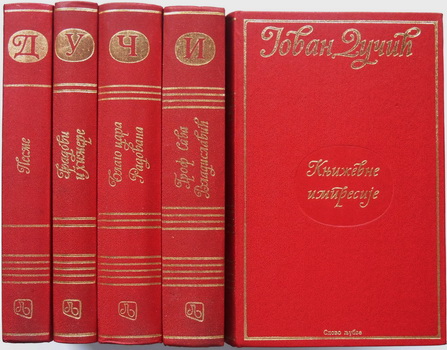 Д
Песме
У
Градови
и химере
Ч
Благо цара
Радована
И
Гроф Сава
Владиславић
Јован Дучић
Књижевне
импресије
Слово љубве